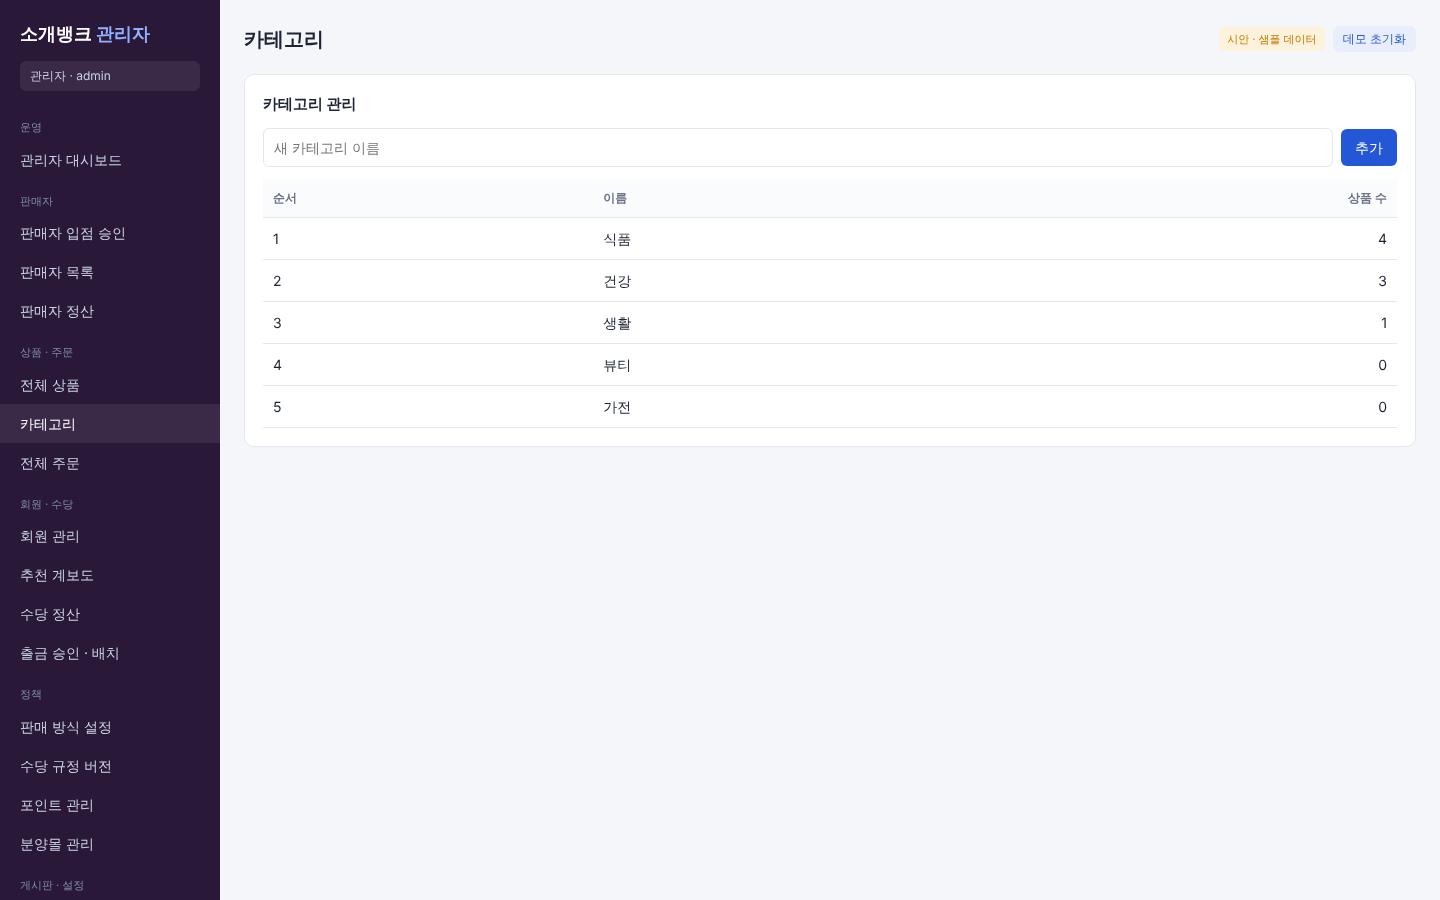 소개뱅크 관리자
관리자 · admin
운영
관리자 대시보드
판매자
판매자 입점 승인
판매자 목록
판매자 정산
상품 · 주문
전체 상품
카테고리
전체 주문
회원 · 수당
회원 관리
추천 계보도
수당 정산
출금 승인 · 배치
정책
판매 방식 설정
수당 규정 버전
포인트 관리
분양몰 관리
게시판 · 설정
카테고리
시안 · 샘플 데이터
데모 초기화
카테고리 관리
새 카테고리 이름
추가
순서 이름 상품 수
1 식품 4
2 건강 3
3 생활 1
4 뷰티 0
5 가전 0